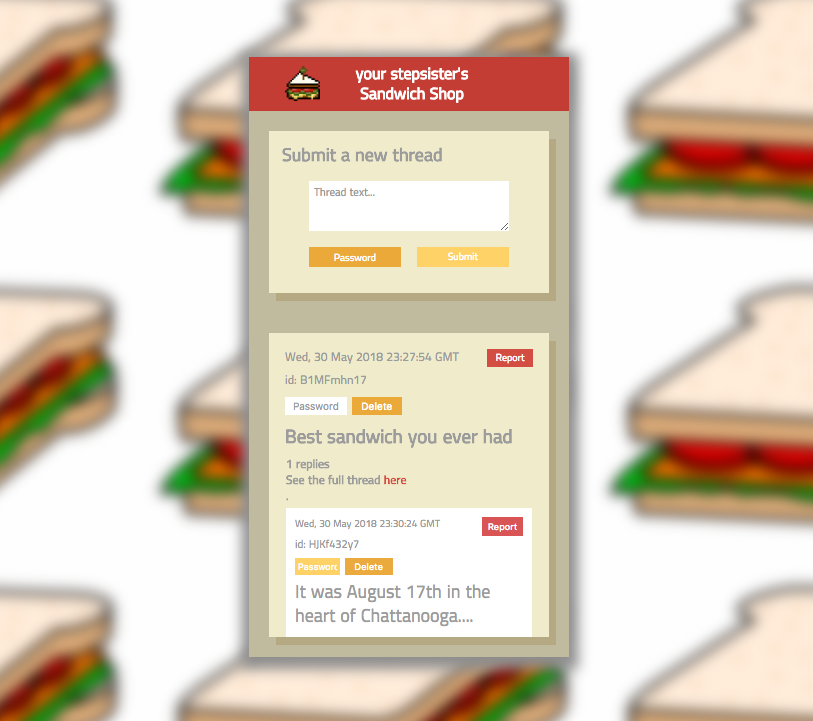 your stepsister's
Sandwich Shop
Submit a new thread
Thread text...
Password
Submit
Wed, 30 May 2018 23:27:54 GMT
Report
id: B1MFmhn17
Password
Delete
Best sandwich you ever had
1 replies
See the full thread here
.
Wed, 30 May 2018 23:30:24 GMT
Report
id: HJKf432y7
Passworc
Delete
It was August 17th in the
heart of Chattanooga....